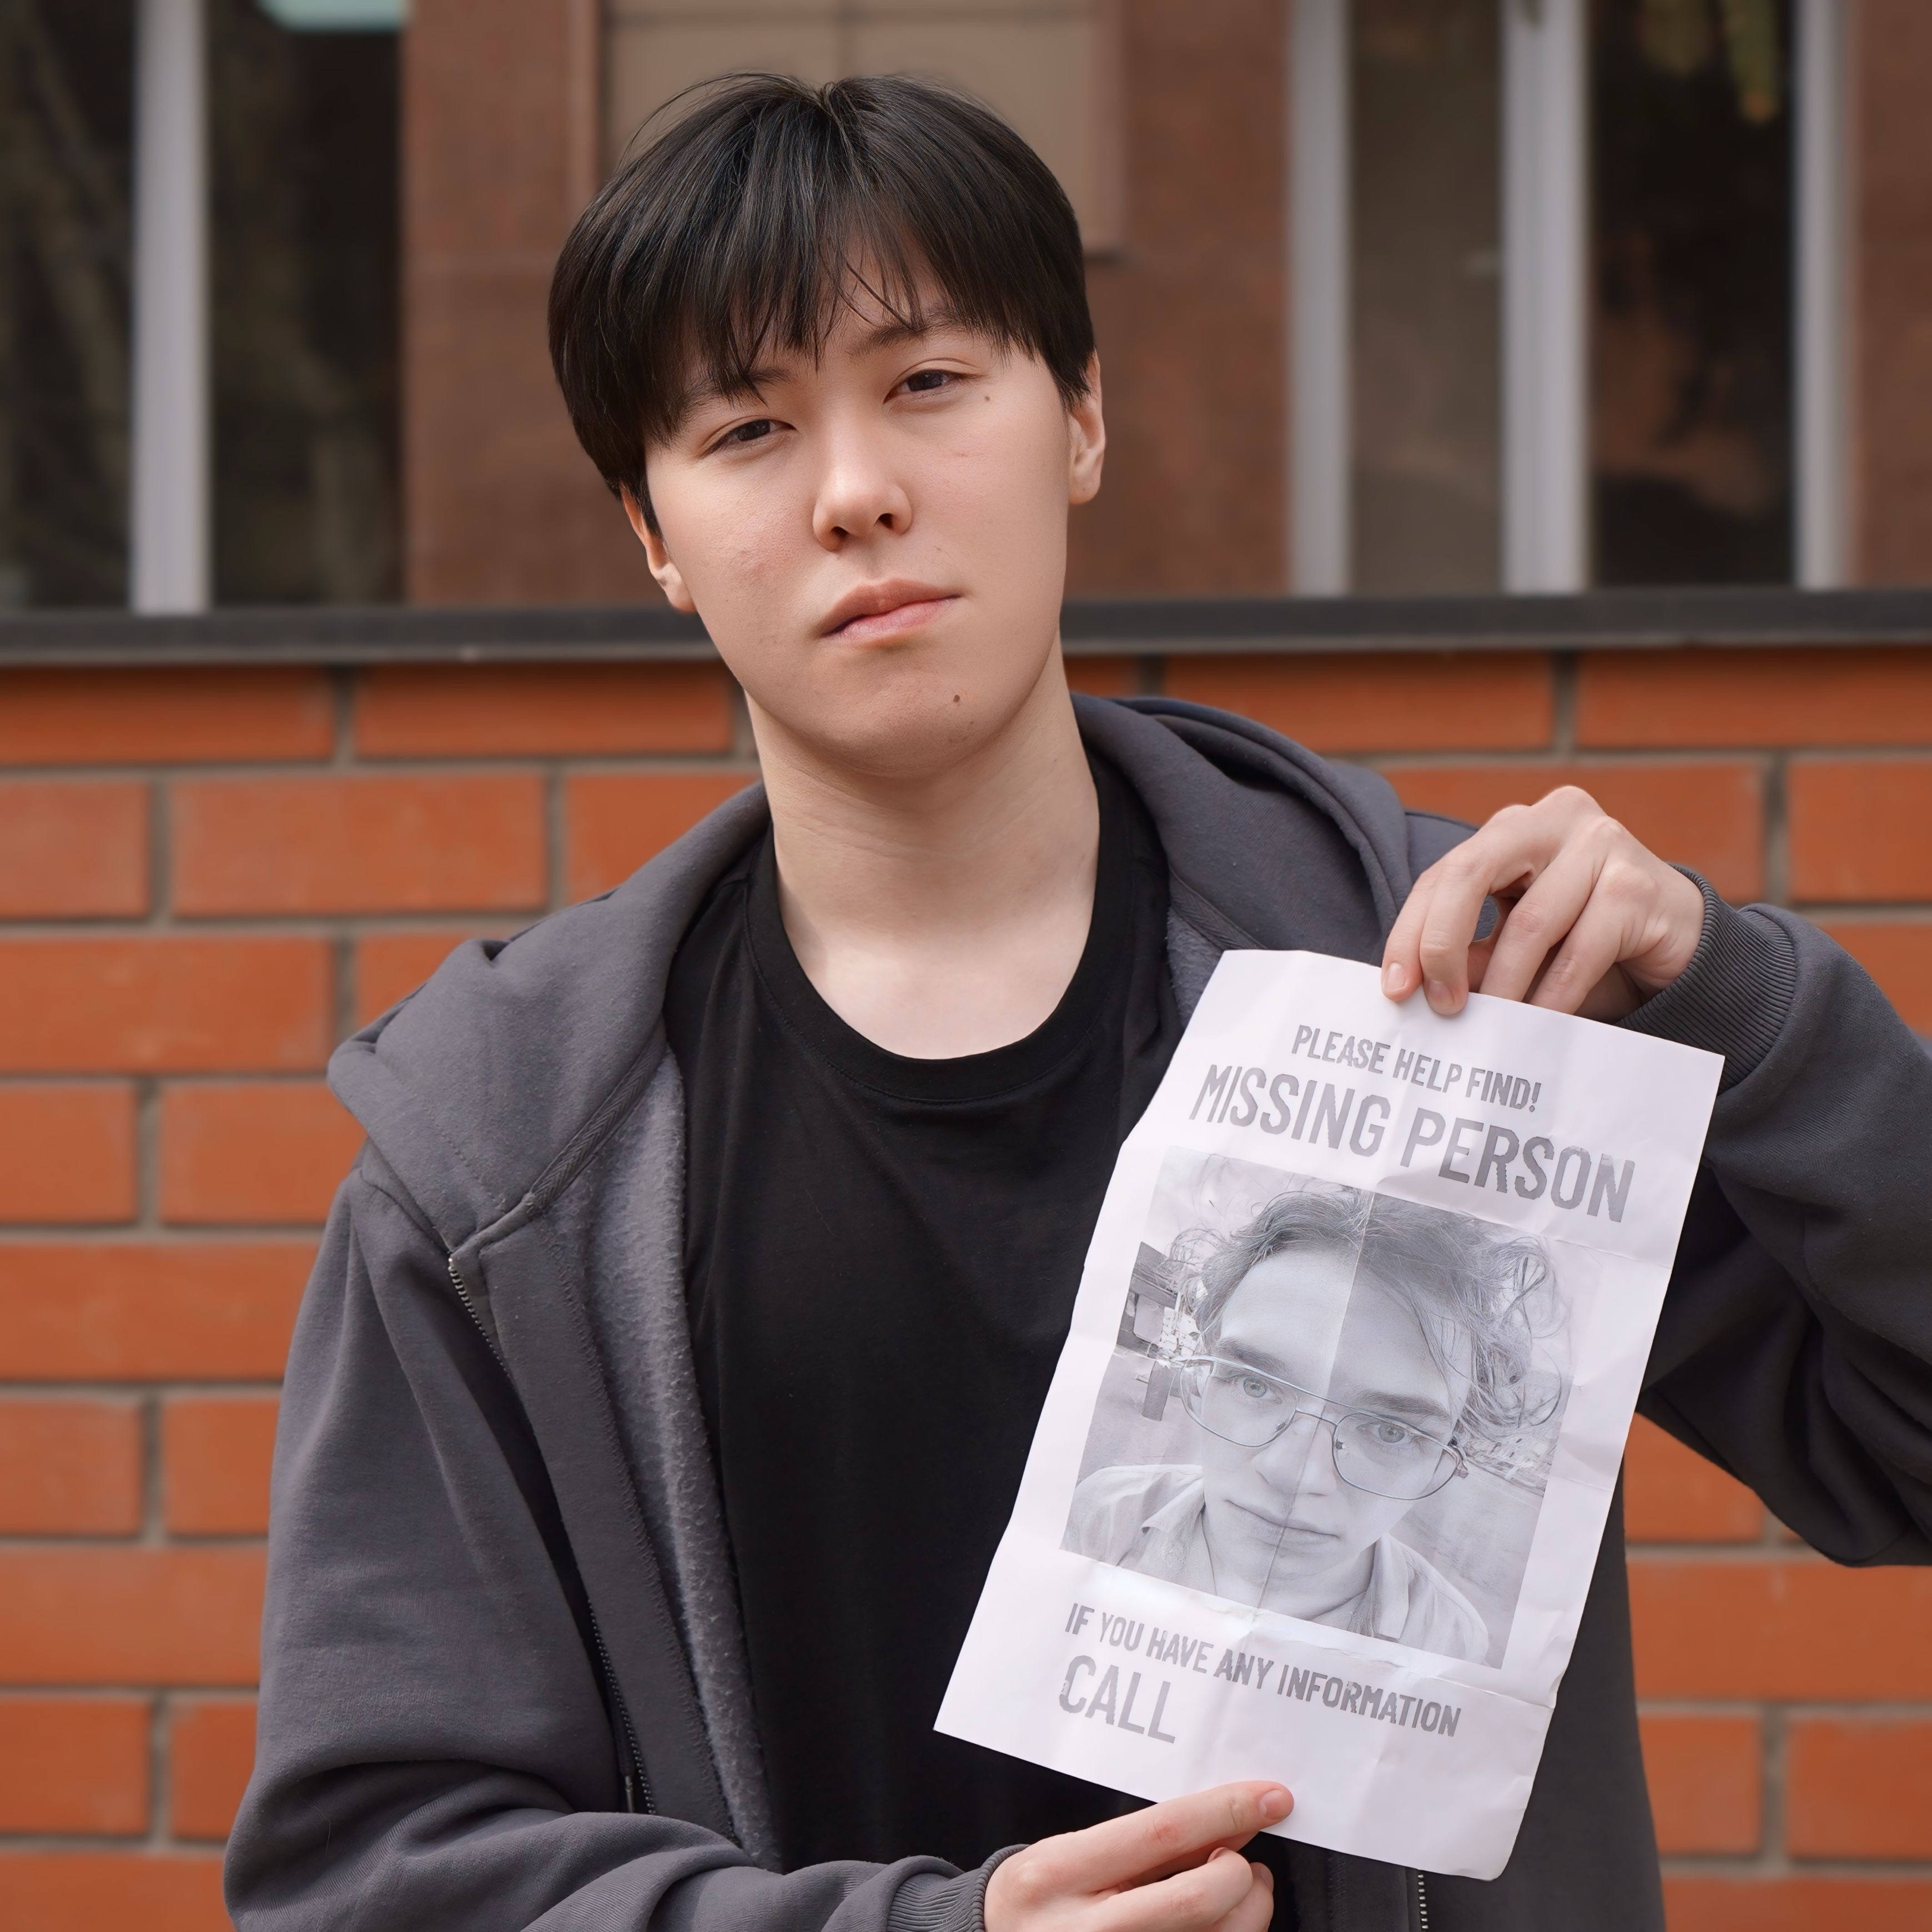 PLEASE HELP FIND!
MISSING PERSON
IF YOU HAVE ANY INFORMATION
CALL